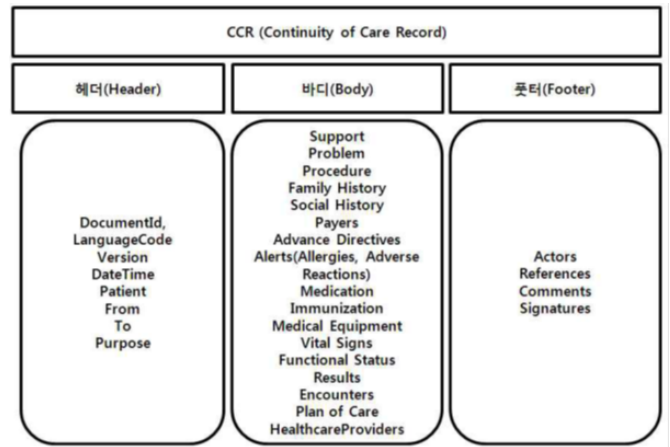 CCR (Continuity of Care Record)
헤더(Header)
바디(Body)
풋터(Footer)
DocumentId,
LanguageCode
Version
DateTime
Patient
From
To
Purpose
Support
Problem
Procedure
Family History
Social History
Payers
Advance Directives
Alerts(Allergies, Adverse
Reactions)
Medication
Immunization
Medical Equipment
Vital Signs
Functional Status
Results
Encounters
Plan of Care
HealthcareProviders
Actors
References
Comments
Signatures